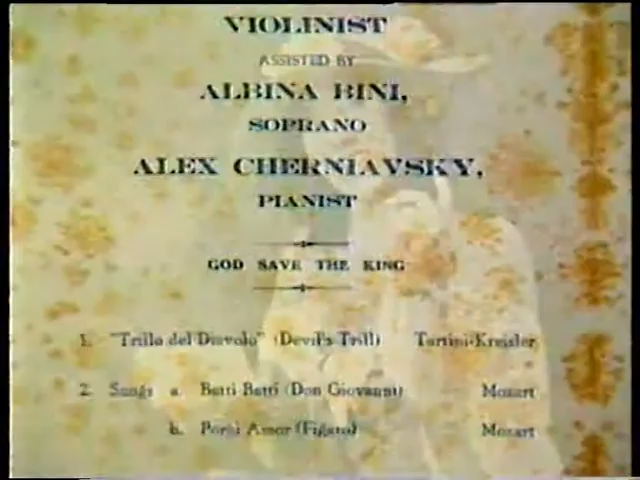 VIOLINIST
ASSISTED BY
ALBINA BINI,
SOPRANO
ALEX CHERNIAVSKY,
PIANIST
GOD SAVE THE KING
1. "Trillo del Diavolo" (Devil's Trill) Tartini-Kreisler
2. Songs a. Batti Batti (Don Giovanni) Mozart
b. Porgi Amor (Figaro) Mozart